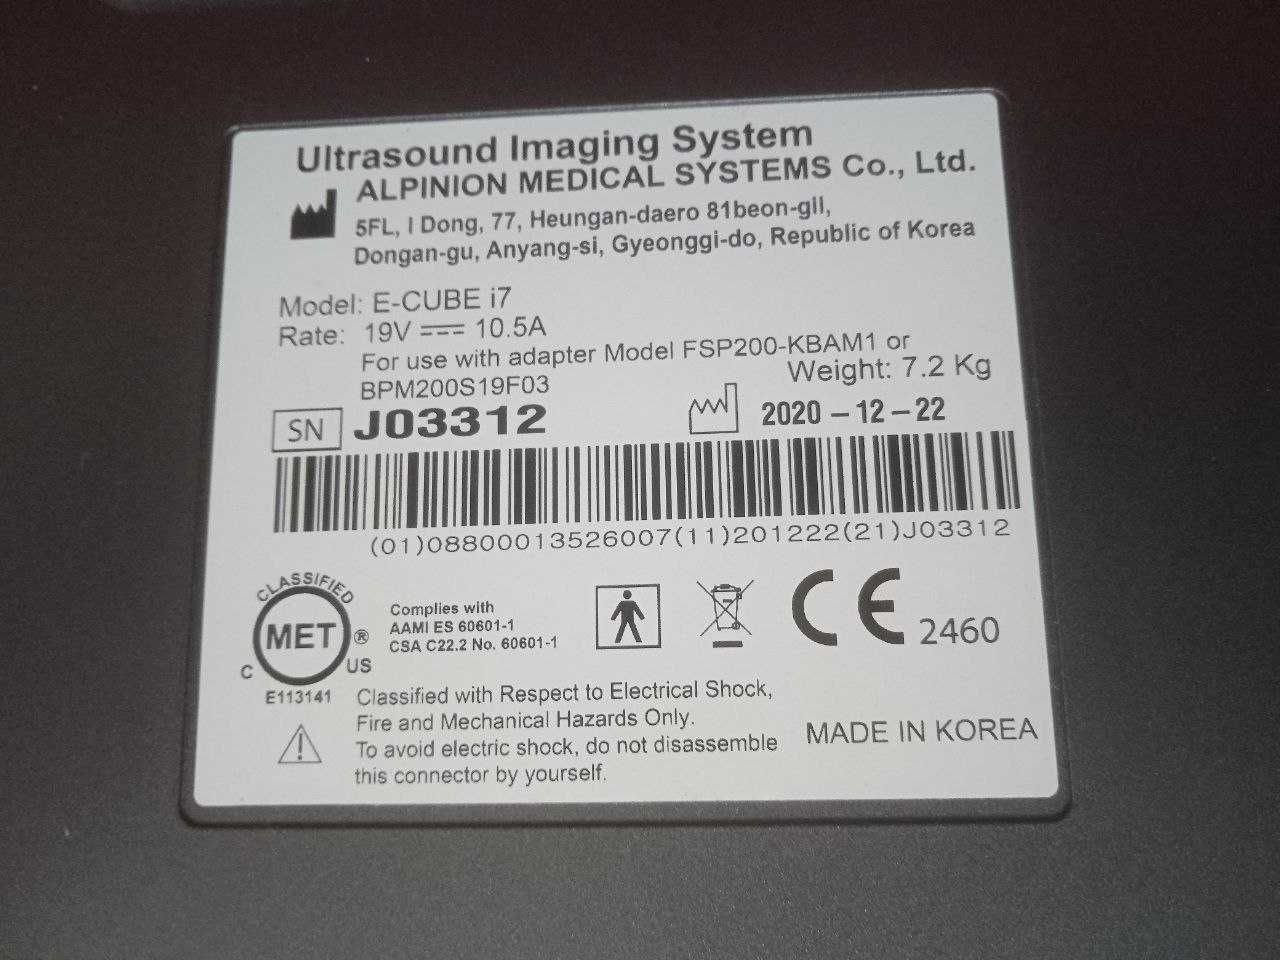 Ultrasound Imaging System
ALPINION MEDICAL SYSTEMS Co., Ltd.
5FL, I Dong, 77, Heungan-daero 81beon-gil,
Dongan-gu, Anyang-si, Gyeonggi-do, Republic of Korea
Model: E-CUBE i7
Rate: 19V 10.5A
For use with adapter Model FSP200-KBAM1 or
BPM200S19F03
Weight: 7.2 Kg
SN J03312
2020-12-22
(01)08800013526007(11)201222(21)J03312
CLASSIFIED
MET ®
C US
E113141
Complies with
AAMI ES 60601-1
CSA C22.2 No. 60601-1
CE 2460
Classified with Respect to Electrical Shock,
Fire and Mechanical Hazards Only.
To avoid electric shock, do not disassemble
this connector by yourself.
MADE IN KOREA